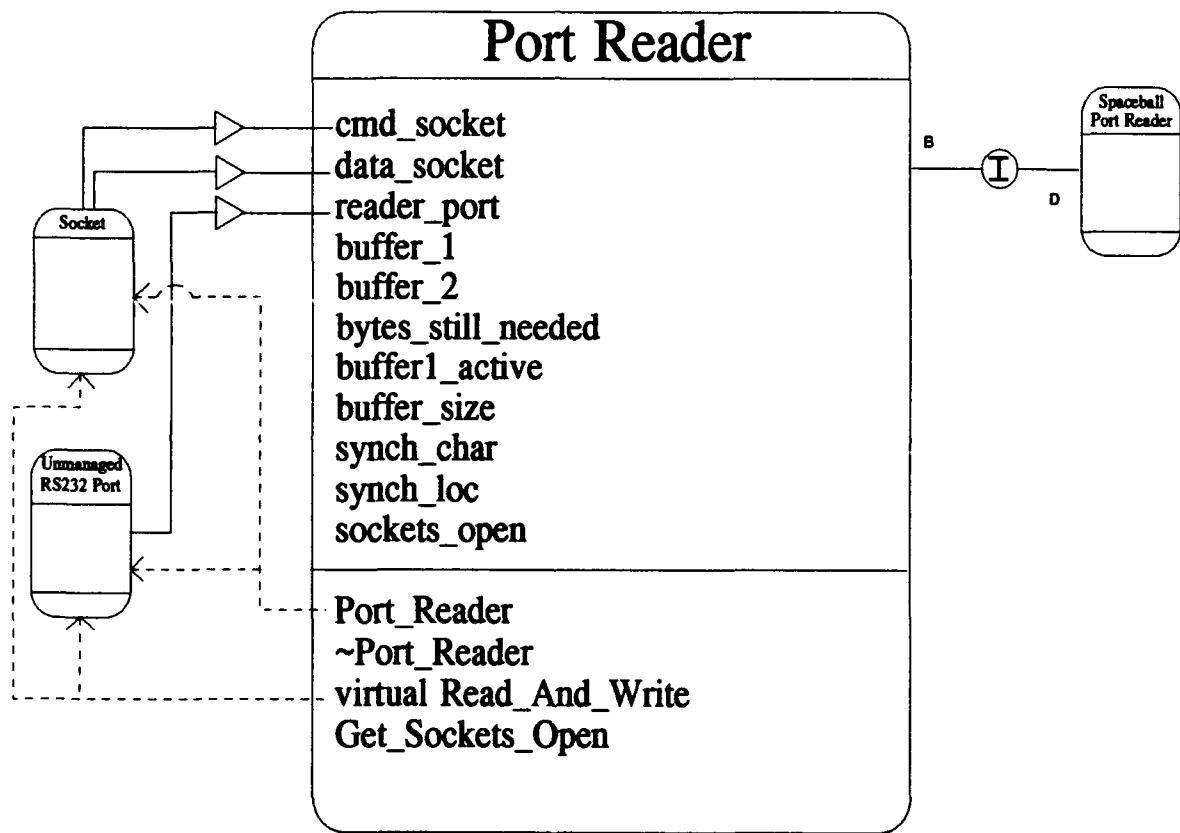 Port Reader
cmd_socket
data_socket
reader_port
buffer_1
buffer_2
bytes_still_needed
buffer1_active
buffer_size
synch_char
synch_loc
sockets_open
Port_Reader
~Port_Reader
virtual Read_And_Write
Get_Sockets_Open
Socket
Unmanaged
RS232 Port
B
I
D
Spaceball
Port Reader